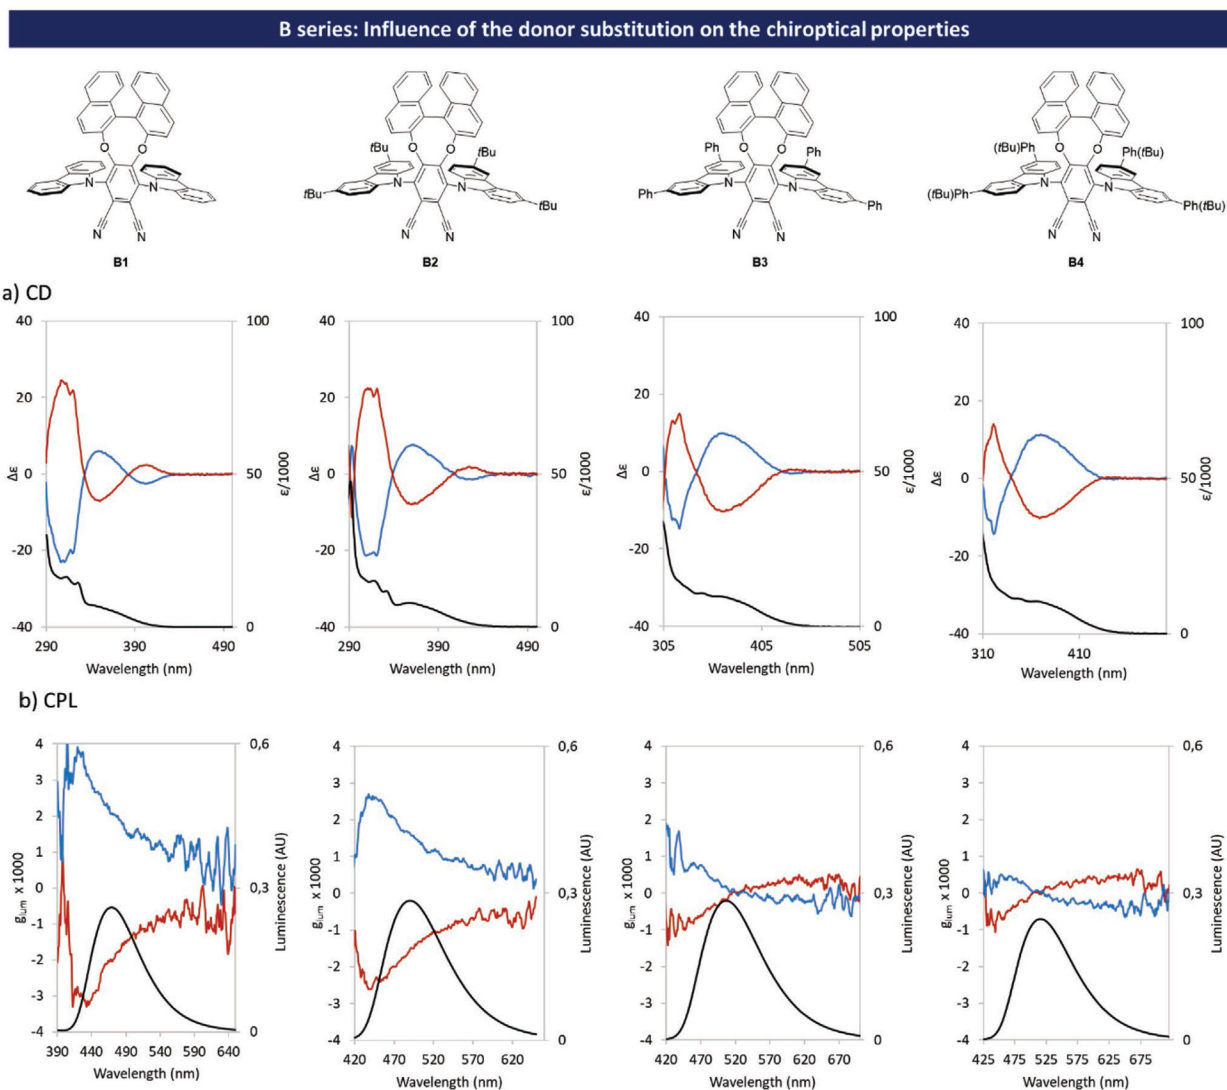 B series: Influence of the donor substitution on the chiroptical properties
O O
N N
N N
B1
tBu tBu
O O
tBu N N tBu
N N
B2
Ph Ph
O O
Ph N N Ph
N N
B3
(tBu)Ph Ph(tBu)
O O
(tBu)Ph N N Ph(tBu)
N N
B4
a) CD
40 20 0 -20 -40
Δε
100 50 0
ε/1000
290 390 490
Wavelength (nm)
40 20 0 -20 -40
Δε
100 50 0
ε/1000
290 390 490
Wavelength (nm)
40 20 0 -20 -40
Δε
100 50 0
ε/1000
305 405 505
Wavelength (nm)
40 20 0 -20 -40
Δε
100 50 0
ε/1000
310 410
Wavelength (nm)
b) CPL
4 3 2 1 0 -1 -2 -3 -4
glum x 1000
0,6 0,3 0
Luminescence (AU)
390 440 490 540 590 640
Wavelength (nm)
4 3 2 1 0 -1 -2 -3 -4
glum x 1000
0,6 0,3 0
Luminescence (AU)
420 470 520 570 620
Wavelength (nm)
4 3 2 1 0 -1 -2 -3 -4
glum x 1000
0,6 0,3 0
Luminescence (AU)
420 470 520 570 620 670
Wavelength (nm)
4 3 2 1 0 -1 -2 -3 -4
glum x 1000
0,6 0,3 0
Luminescence (AU)
425 475 525 575 625 675
Wavelength (nm)